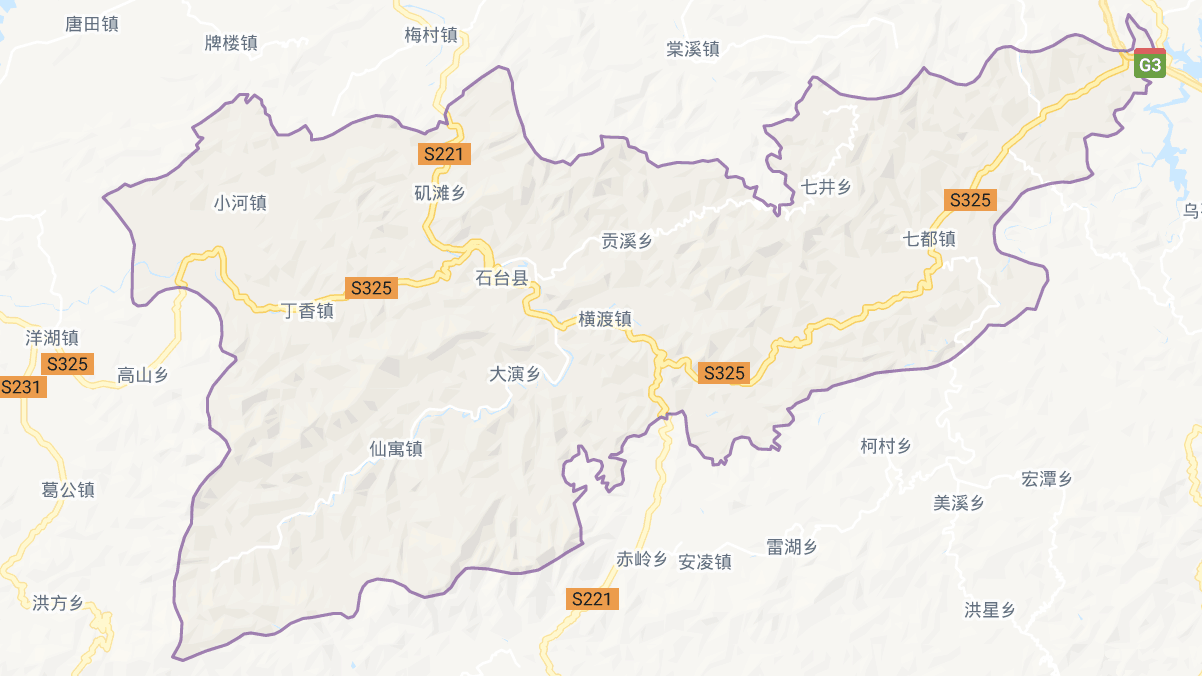 唐田镇
牌楼镇
梅村镇
棠溪镇
G3
S221
小河镇
矶滩乡
七井乡
S325
乌
贡溪乡
七都镇
石台县
S325
丁香镇
横渡镇
洋湖镇
S325
高山乡
S231
大演乡
S325
仙寓镇
柯村乡
葛公镇
宏潭乡
美溪乡
赤岭乡
安凌镇
雷湖乡
洪方乡
S221
洪星乡